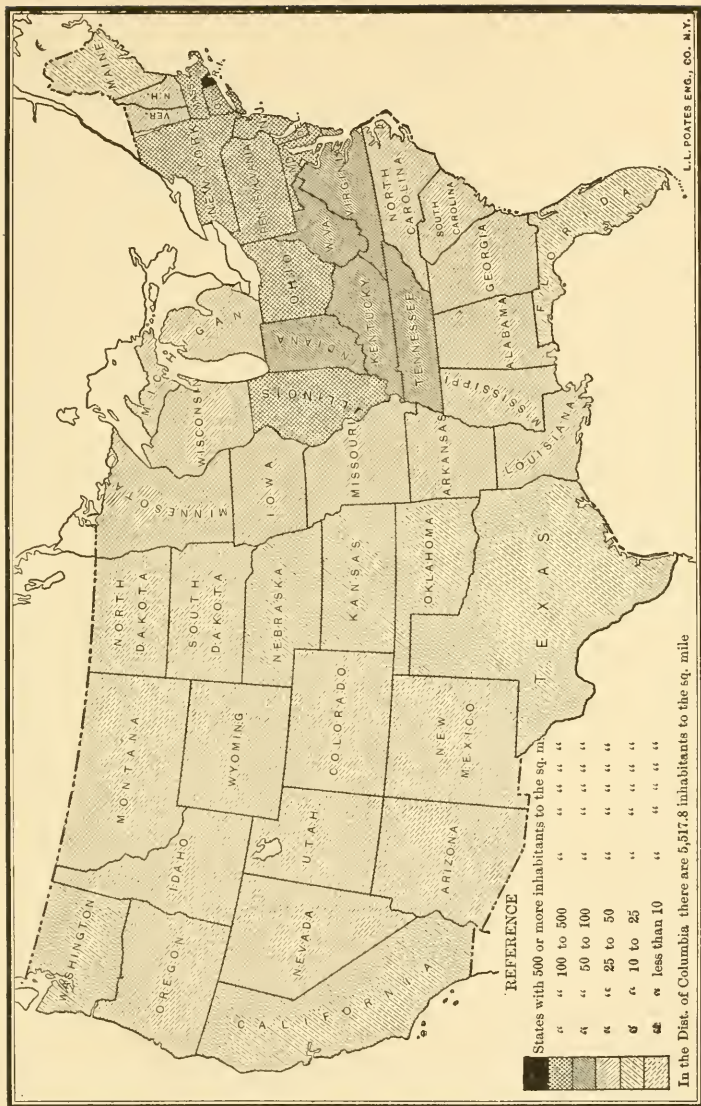 WASHINGTON
MONTANA
NORTH DAKOTA
MINNESOTA
OREGON
IDAHO
WYOMING
SOUTH DAKOTA
WISCONSIN
MICHIGAN
NEVADA
UTAH
COLORADO
NEBRASKA
IOWA
ILLINOIS
INDIANA
OHIO
CALIFORNIA
ARIZONA
NEW MEXICO
KANSAS
MISSOURI
KENTUCKY
W. VA.
VIRGINIA
OKLAHOMA
ARKANSAS
TENNESSEE
NORTH CAROLINA
SOUTH CAROLINA
TEXAS
LOUISIANA
MISSISSIPPI
ALABAMA
GEORGIA
FLORIDA
PENNSYLVANIA
NEW YORK
VER.
N.H.
MAINE
MASS.
R.I.
REFERENCE
States with 500 or more inhabitants to the sq. mi
" " 100 to 500 " " " " "
" " 50 to 100 " " " " "
" " 25 to 50 " " " " "
" " 10 to 25 " " " " "
" " less than 10 " " " " "
In the Dist. of Columbia there are 5,517.8 inhabitants to the sq. mile
L.L. POATES ENG., CO. N.Y.